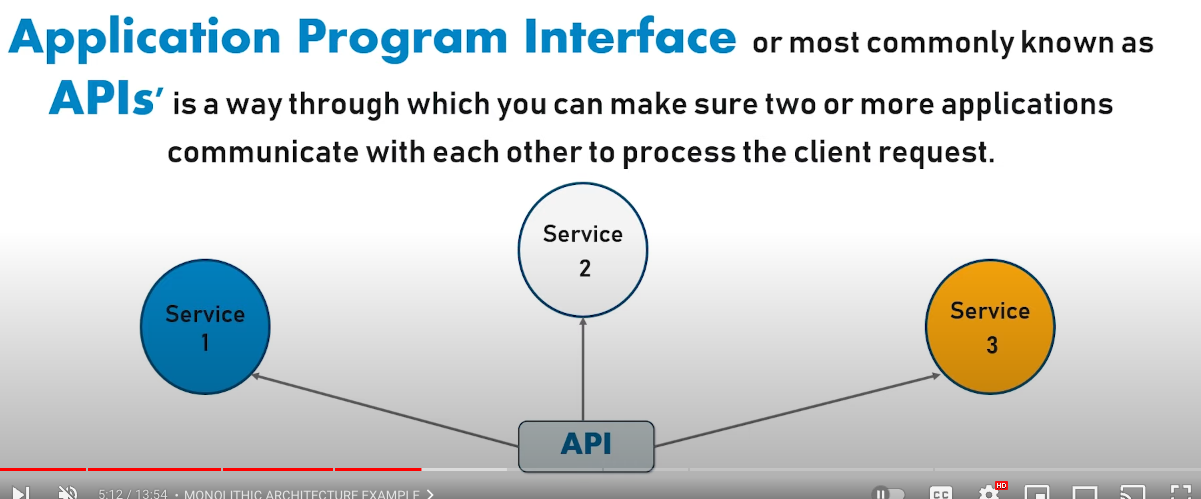 Application Program Interface or most commonly known as
APIs’ is a way through which you can make sure two or more applications
communicate with each other to process the client request.
Service
2
Service
1
Service
3
API
5:12 / 13:54 • MONOLITHIC ARCHITECTURE EXAMPLE
CC
HD